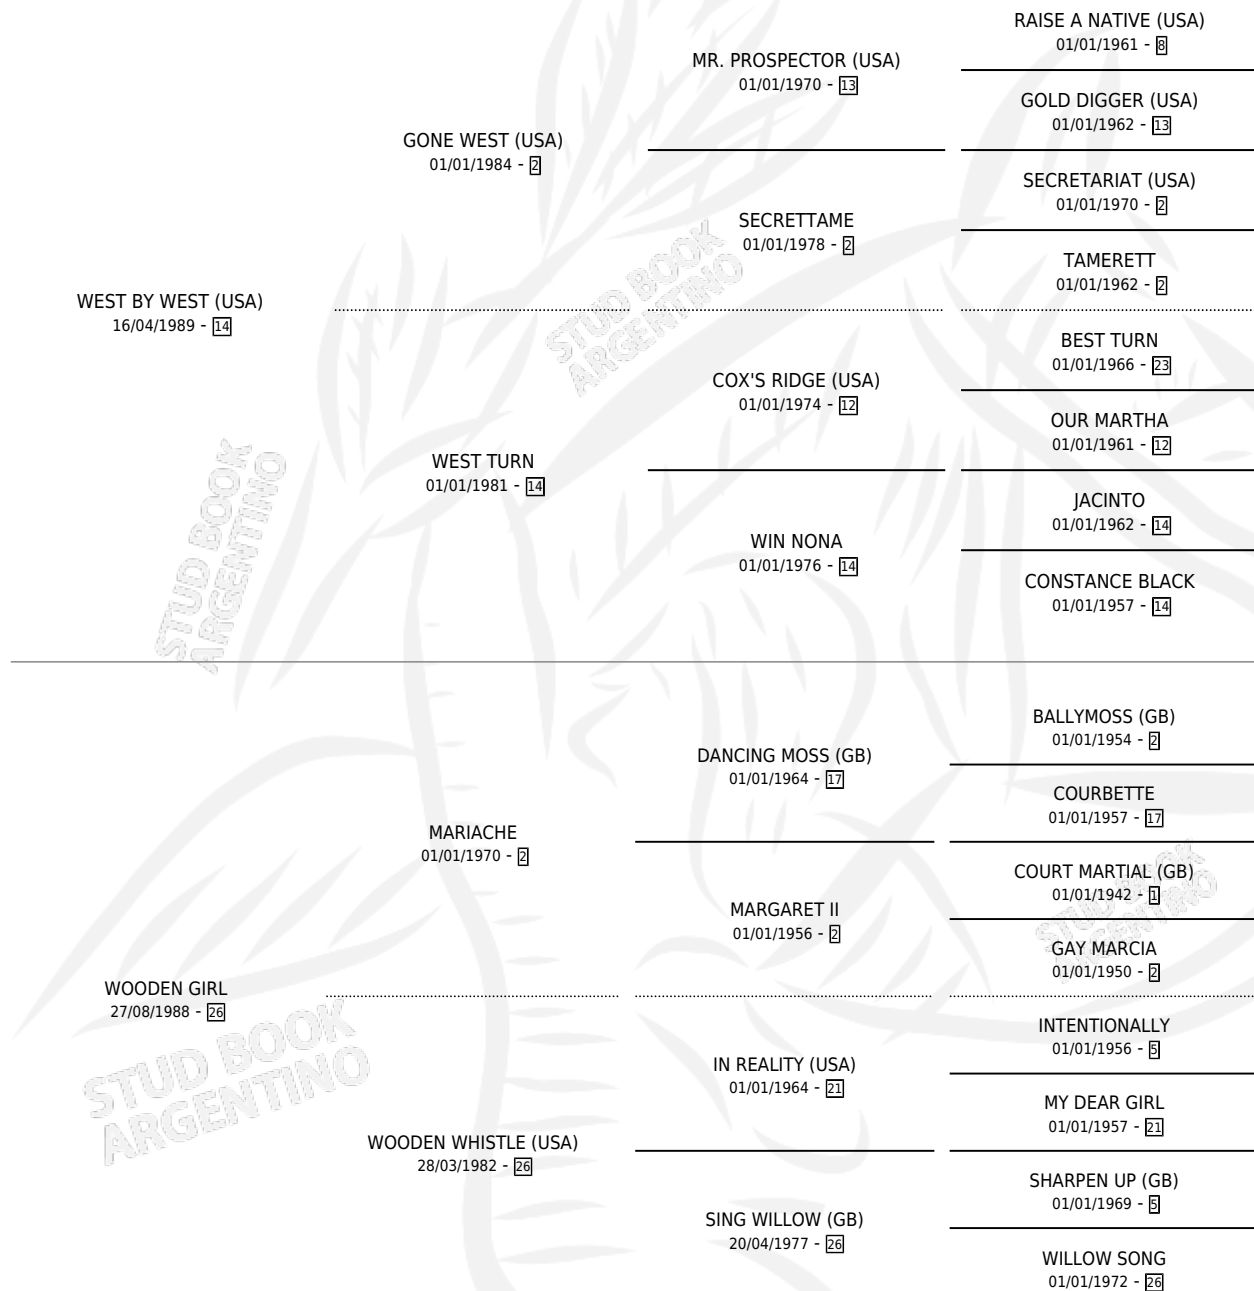 RAISE A NATIVE (USA)
01/01/1961 - 8
MR. PROSPECTOR (USA)
01/01/1970 - 13
GOLD DIGGER (USA)
01/01/1962 - 13
GONE WEST (USA)
01/01/1984 - 2
SECRETARIAT (USA)
01/01/1970 - 2
SECRETTAME
01/01/1978 - 2
TAMERETT
01/01/1962 - 2
WEST BY WEST (USA)
16/04/1989 - 14
BEST TURN
01/01/1966 - 23
COX'S RIDGE (USA)
01/01/1974 - 12
OUR MARTHA
01/01/1961 - 12
WEST TURN
01/01/1981 - 14
JACINTO
01/01/1962 - 14
WIN NONA
01/01/1976 - 14
CONSTANCE BLACK
01/01/1957 - 14
BALLYMOSS (GB)
01/01/1954 - 2
DANCING MOSS (GB)
01/01/1964 - 17
COURBETTE
01/01/1957 - 17
MARIACHE
01/01/1970 - 2
COURT MARTIAL (GB)
01/01/1942 - 1
MARGARET II
01/01/1956 - 2
GAY MARCIA
01/01/1950 - 2
WOODEN GIRL
27/08/1988 - 26
INTENTIONALLY
01/01/1956 - 5
IN REALITY (USA)
01/01/1964 - 21
MY DEAR GIRL
01/01/1957 - 21
WOODEN WHISTLE (USA)
28/03/1982 - 26
SHARPEN UP (GB)
01/01/1969 - 5
SING WILLOW (GB)
20/04/1977 - 26
WILLOW SONG
01/01/1972 - 26
STUD BOOK
ARGENTINO
STUD BOOK
ARGENTINO
STUD BOOK
ARGENTINO
STUD BOOK
ARGENTINO